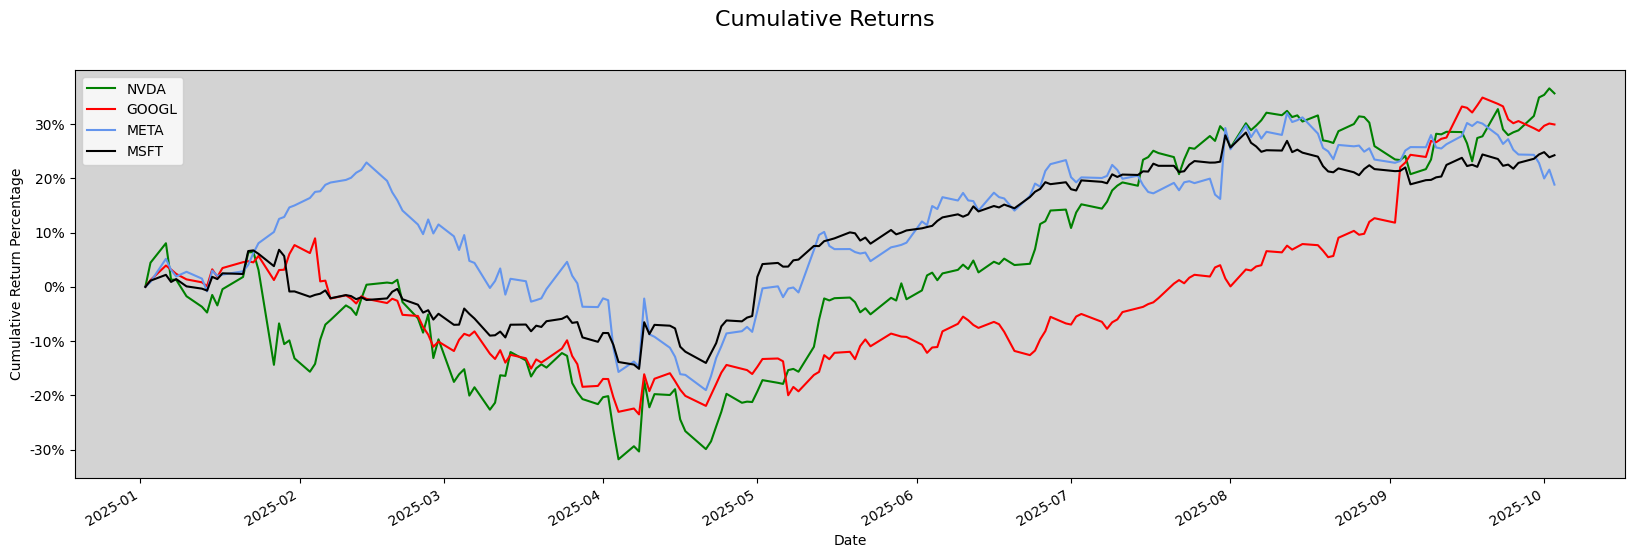 Cumulative Returns
NVDA
GOOGL
META
MSFT
Cumulative Return Percentage
30%
20%
10%
0%
-10%
-20%
-30%
2025-01
2025-02
2025-03
2025-04
2025-05
2025-06
2025-07
2025-08
2025-09
2025-10
Date